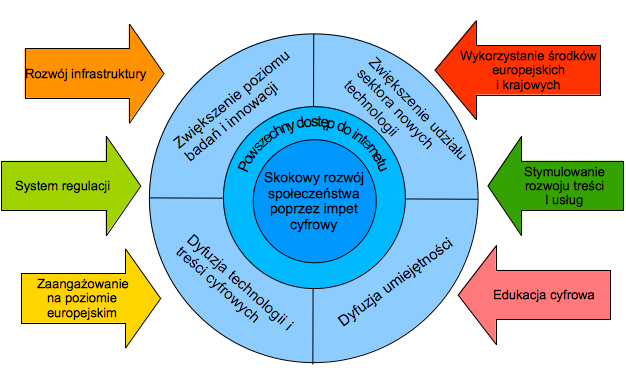 Rozwój infrastruktury
System regulacji
Zaangażowanie
na poziomie
europejskim
Zwiększenie poziomu
badań i innowacji
Zwiększenie udziału
sektora nowych
technologii
Powszechny dostęp do internetu
Skokowy rozwój
społeczeństwa
poprzez impet
cyfrowy
Dyfuzja technologii i
treści cyfrowych
Dyfuzja umiejętności
Wykorzystanie środków
europejskich
i krajowych
Stymulowanie
rozwoju treści
I usług
Edukacja cyfrowa